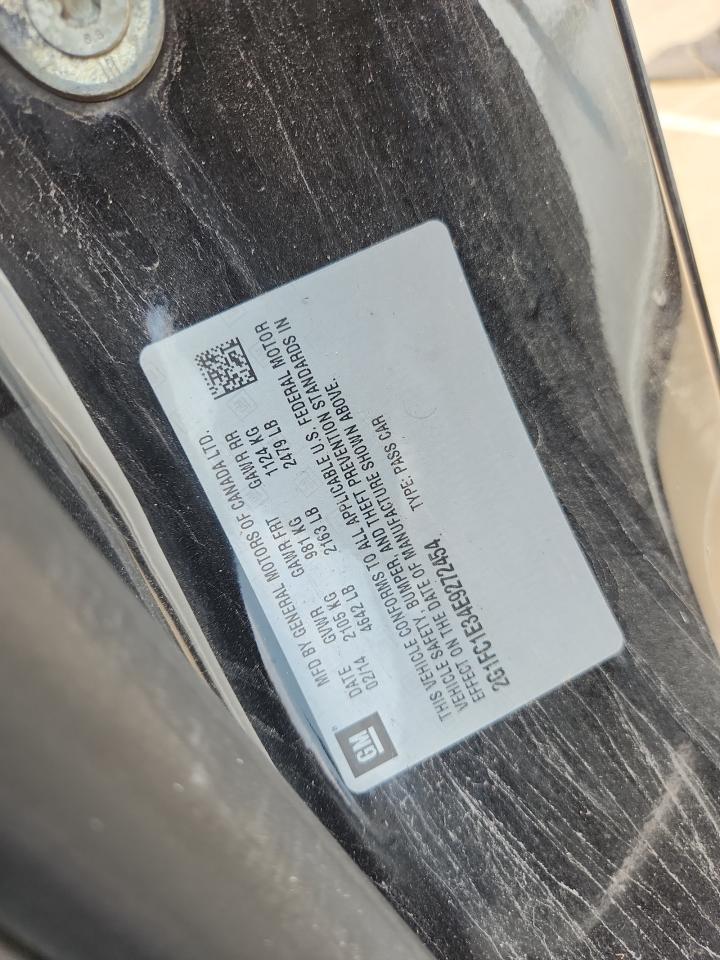 8.8
GM®
MFD BY GENERAL MOTORS OF CANADA LTD.
DATE GVWR GAWR FRT GAWR RR
02/14 2105 KG 981 KG 1124 KG
4642 LB 2163 LB 2479 LB
THIS VEHICLE CONFORMS TO ALL APPLICABLE U.S. FEDERAL MOTOR
VEHICLE SAFETY BUMPER, AND THEFT PREVENTION STANDARDS IN
EFFECT ON THE DATE OF MANUFACTURE SHOWN ABOVE.
2G1FC1E34E9272454 TYPE: PASS CAR